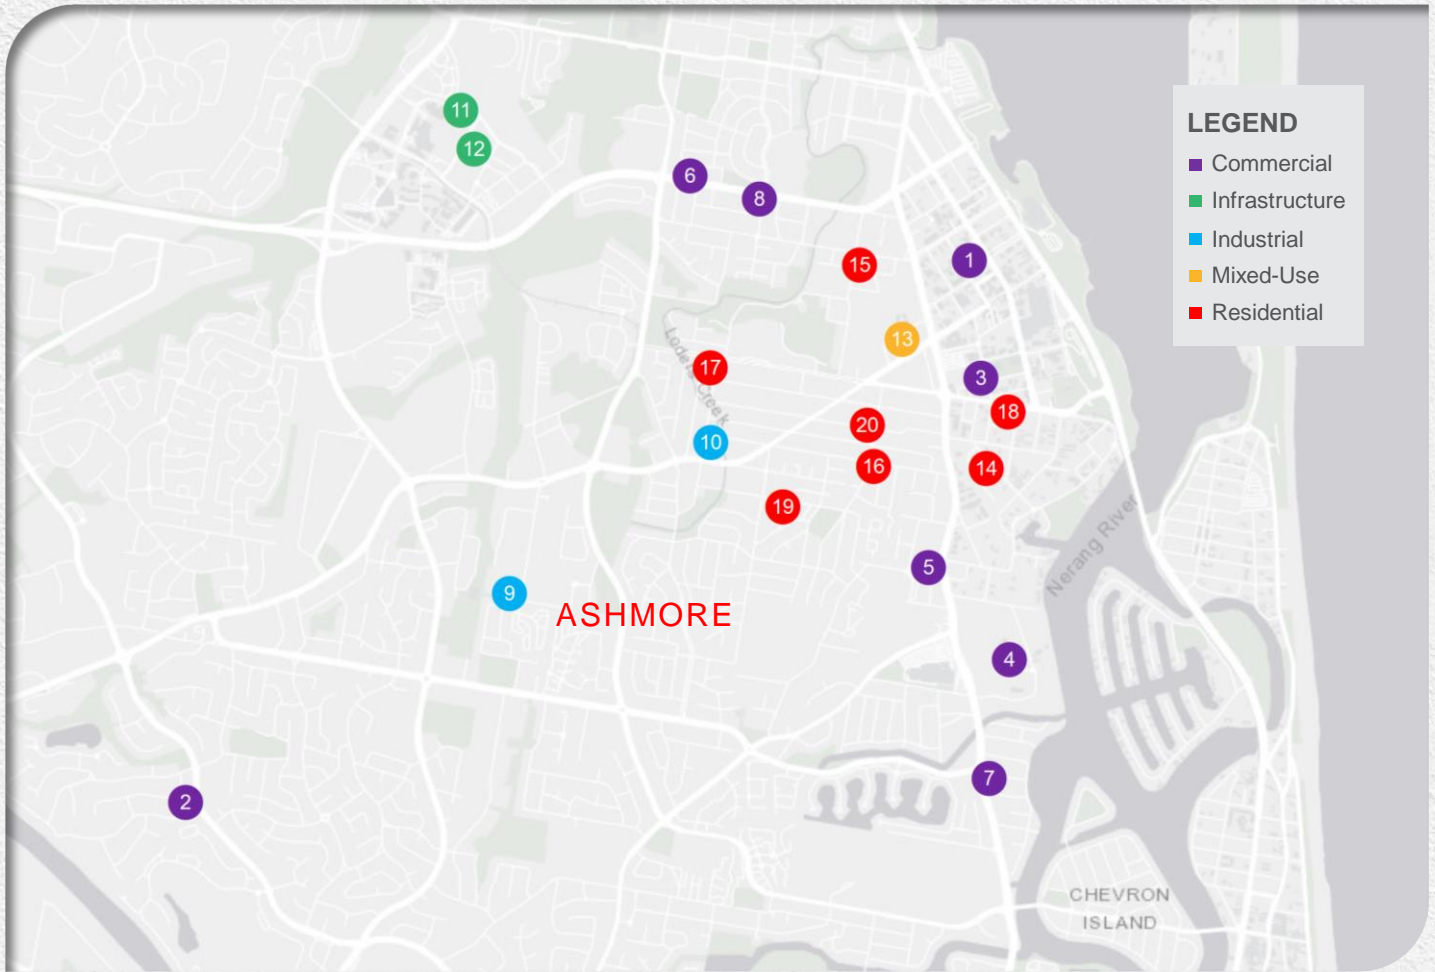 LEGEND
Commercial
Infrastructure
Industrial
Mixed-Use
Residential
11
12
6
8
1
15
13
17
3
18
20
10
16
14
19
5
9
ASHMORE
4
7
2
Creek
Nerang River
CHEVRON
ISLAND